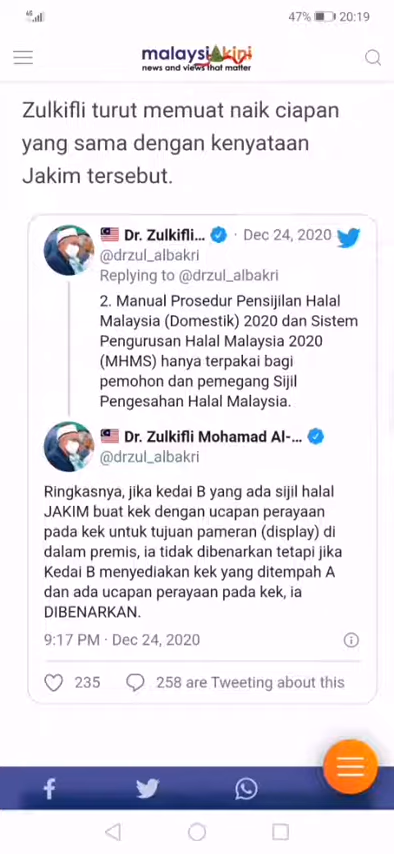 4G
47% 20:19
malaysiakini
news and views that matter
Zulkifli turut memuat naik ciapan
yang sama dengan kenyataan
Jakim tersebut.
Dr. Zulkifli... · Dec 24, 2020
@drzul_albakri
Replying to @drzul_albakri
2. Manual Prosedur Pensijilan Halal
Malaysia (Domestik) 2020 dan Sistem
Pengurusan Halal Malaysia 2020
(MHMS) hanya terpakai bagi
pemohon dan pemegang Sijil
Pengesahan Halal Malaysia.
Dr. Zulkifli Mohamad Al-...
@drzul_albakri
Ringkasnya, jika kedai B yang ada sijil halal
JAKIM buat kek dengan ucapan perayaan
pada kek untuk tujuan pameran (display) di
dalam premis, ia tidak dibenarkan tetapi jika
Kedai B menyediakan kek yang ditempah A
dan ada ucapan perayaan pada kek, ia
DIBENARKAN.
9:17 PM · Dec 24, 2020
235 258 are Tweeting about this